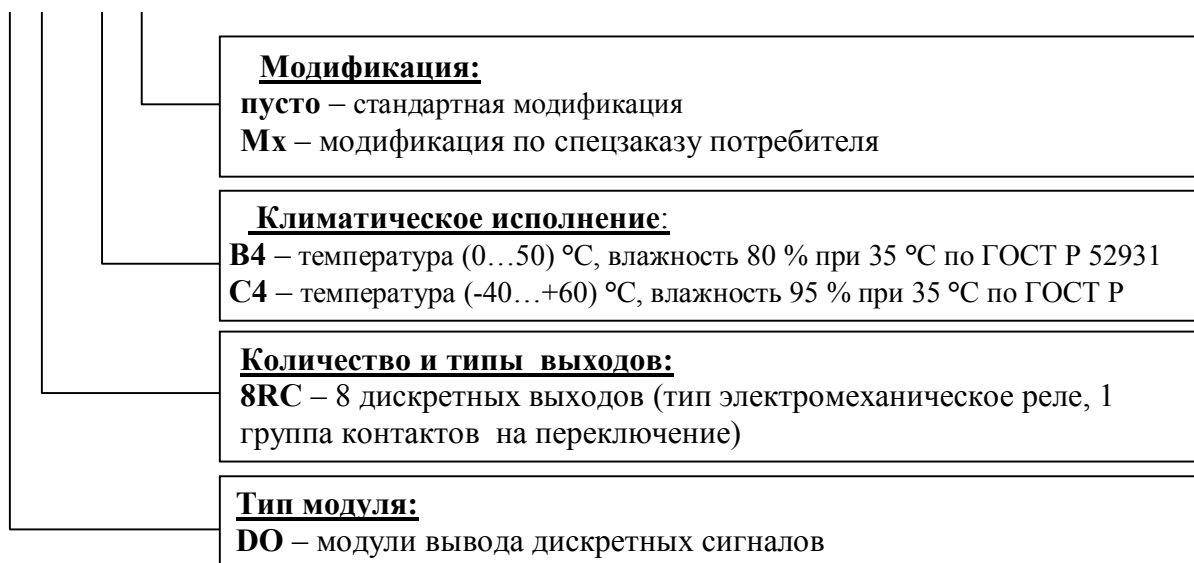 Модификация:
пусто – стандартная модификация
Мх – модификация по спецзаказу потребителя
Климатическое исполнение:
В4 – температура (0…50) °С, влажность 80 % при 35 °С по ГОСТ Р 52931
С4 – температура (-40…+60) °С, влажность 95 % при 35 °С по ГОСТ Р
Количество и типы выходов:
8RC – 8 дискретных выходов (тип электромеханическое реле, 1
группа контактов на переключение)
Тип модуля:
DO – модули вывода дискретных сигналов